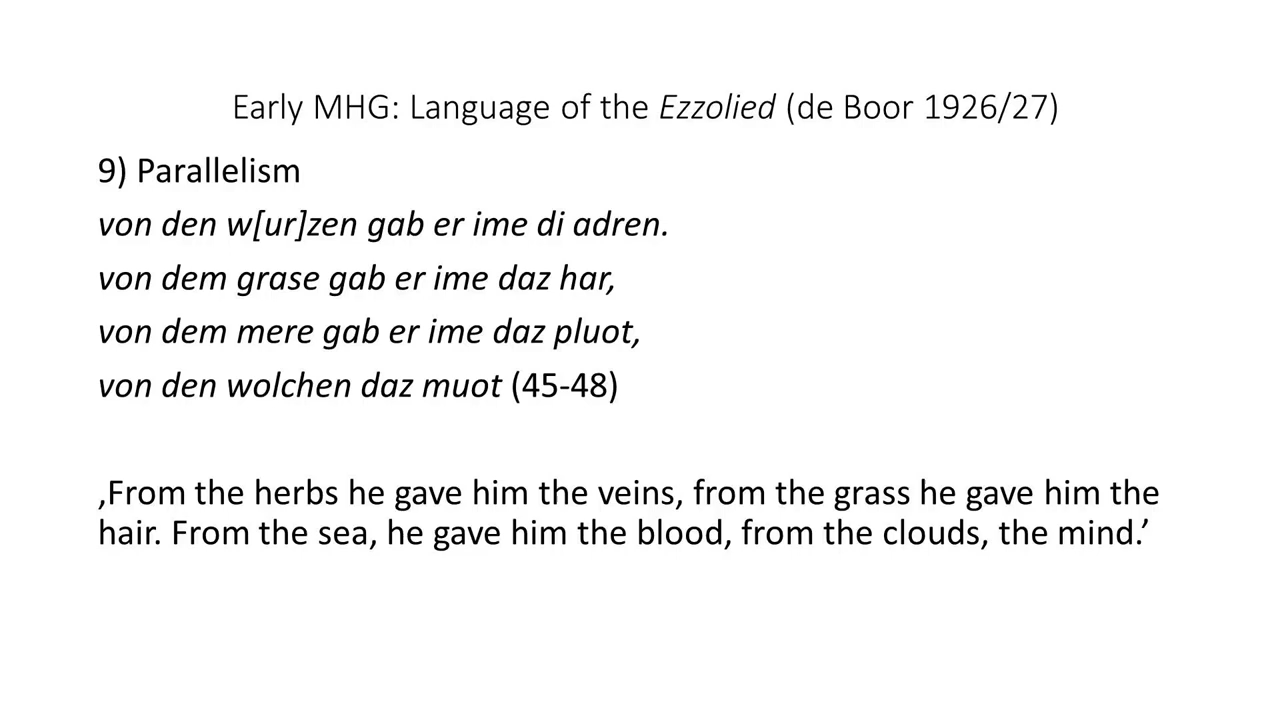 Early MHG: Language of the Ezzolied (de Boor 1926/27)
9) Parallelism
von den w[ur]zen gab er ime di adren.
von dem grase gab er ime daz har,
von dem mere gab er ime daz pluot,
von den wolchen daz muot (45-48)
‚From the herbs he gave him the veins, from the grass he gave him the
hair. From the sea, he gave him the blood, from the clouds, the mind.’